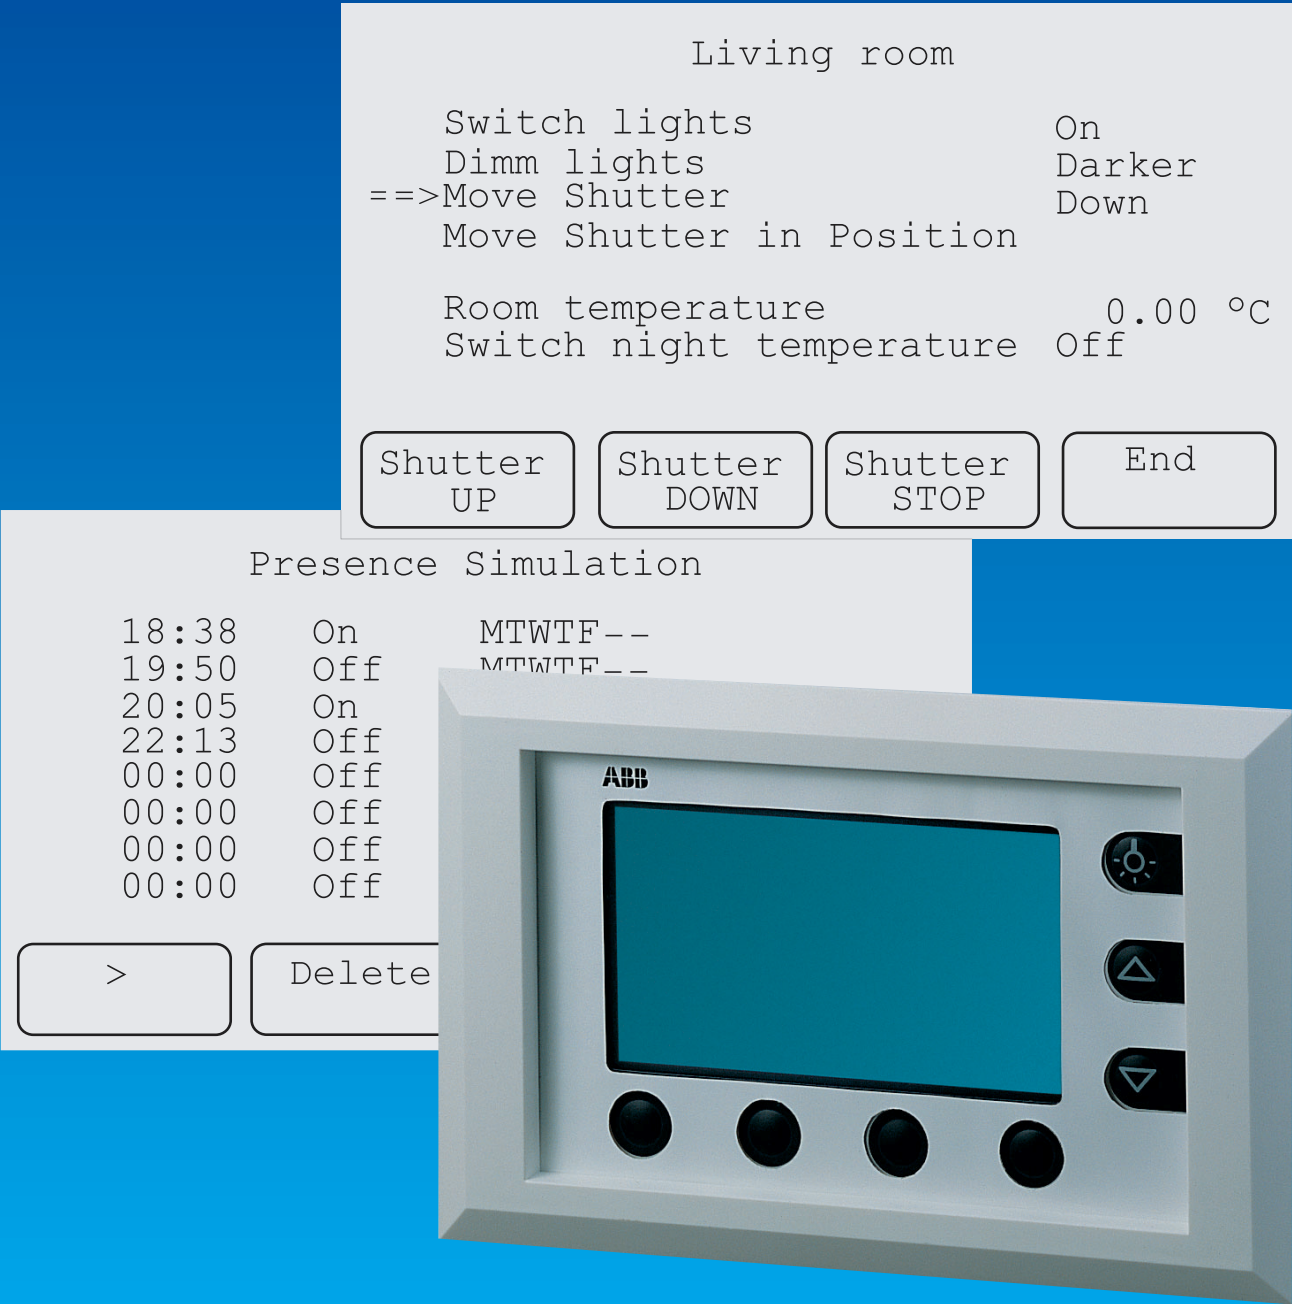 Living room
Switch lights On
Dimm lights Darker
==>Move Shutter Down
Move Shutter in Position
Room temperature 0.00 °C
Switch night temperature Off
Shutter UP
Shutter DOWN
Shutter STOP
End
Presence Simulation
18:38 On MTWTF--
19:50 Off MTWTF--
20:05 On
22:13 Off
00:00 Off
00:00 Off
00:00 Off
00:00 Off
>
Delete
ABB